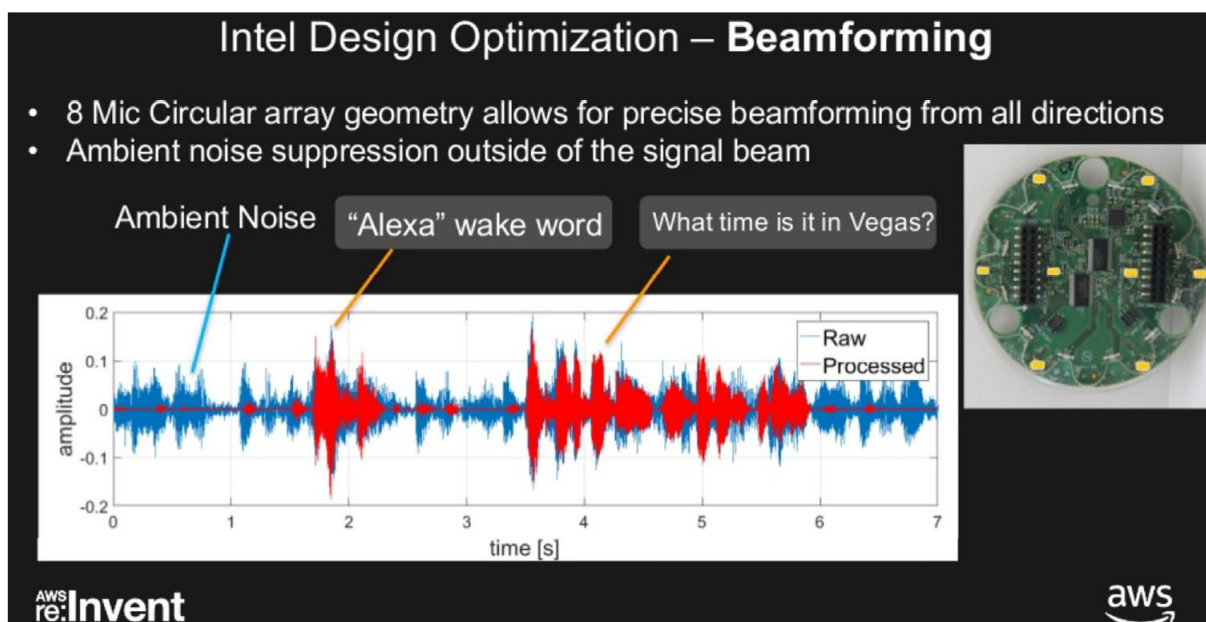 Intel Design Optimization – Beamforming
• 8 Mic Circular array geometry allows for precise beamforming from all directions
• Ambient noise suppression outside of the signal beam
Ambient Noise
“Alexa” wake word
What time is it in Vegas?
Raw
Processed
amplitude
0.2
0.1
0
-0.1
-0.2
0 1 2 3 4 5 6 7
time [s]
AWS
re:Invent
aws